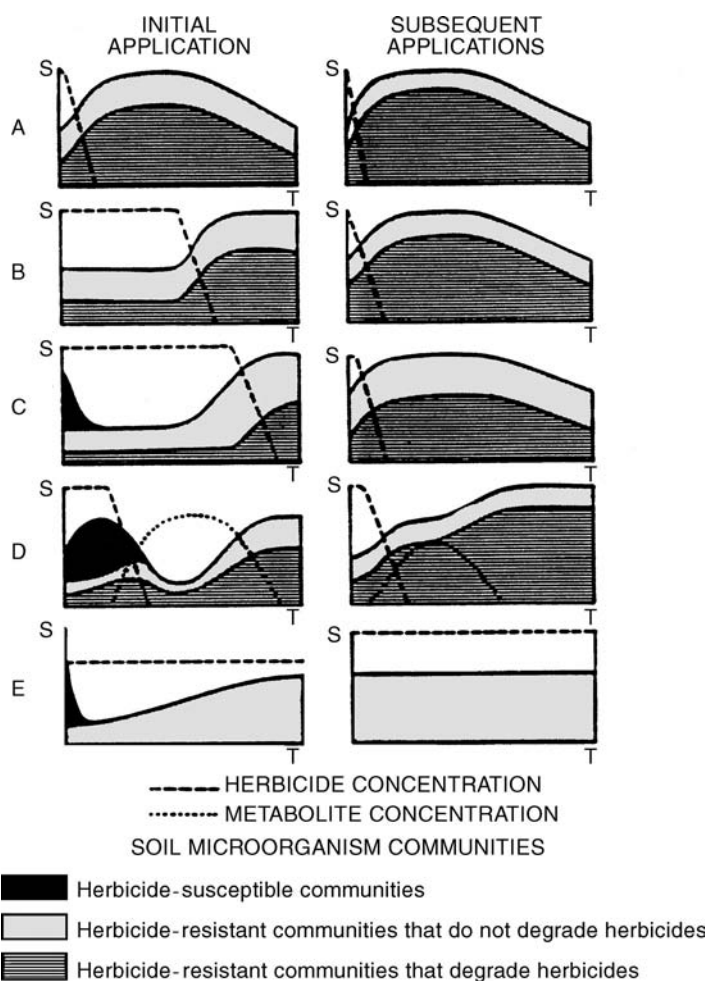 INITIAL
APPLICATION
SUBSEQUENT
APPLICATIONS
A
S
T
S
T
B
S
T
S
T
C
S
T
S
T
D
S
T
S
T
E
S
T
S
T
HERBICIDE CONCENTRATION
METABOLITE CONCENTRATION
SOIL MICROORGANISM COMMUNITIES
Herbicide-susceptible communities
Herbicide-resistant communities that do not degrade herbicides
Herbicide-resistant communities that degrade herbicides